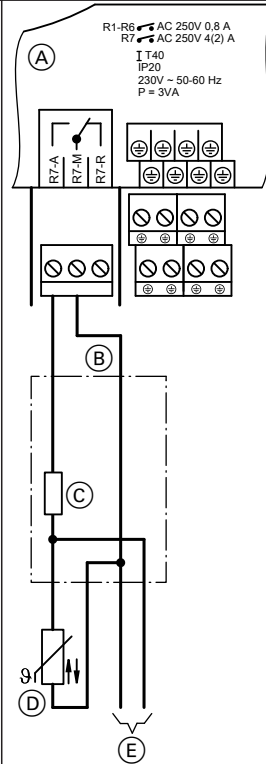 R1-R6 AC 250V 0,8 A
R7 AC 250V 4(2) A
A
T40
IP20
230V ~ 50-60 Hz
P = 3VA
R7-A
R7-M
R7-R
B
C
ϑ
D
E